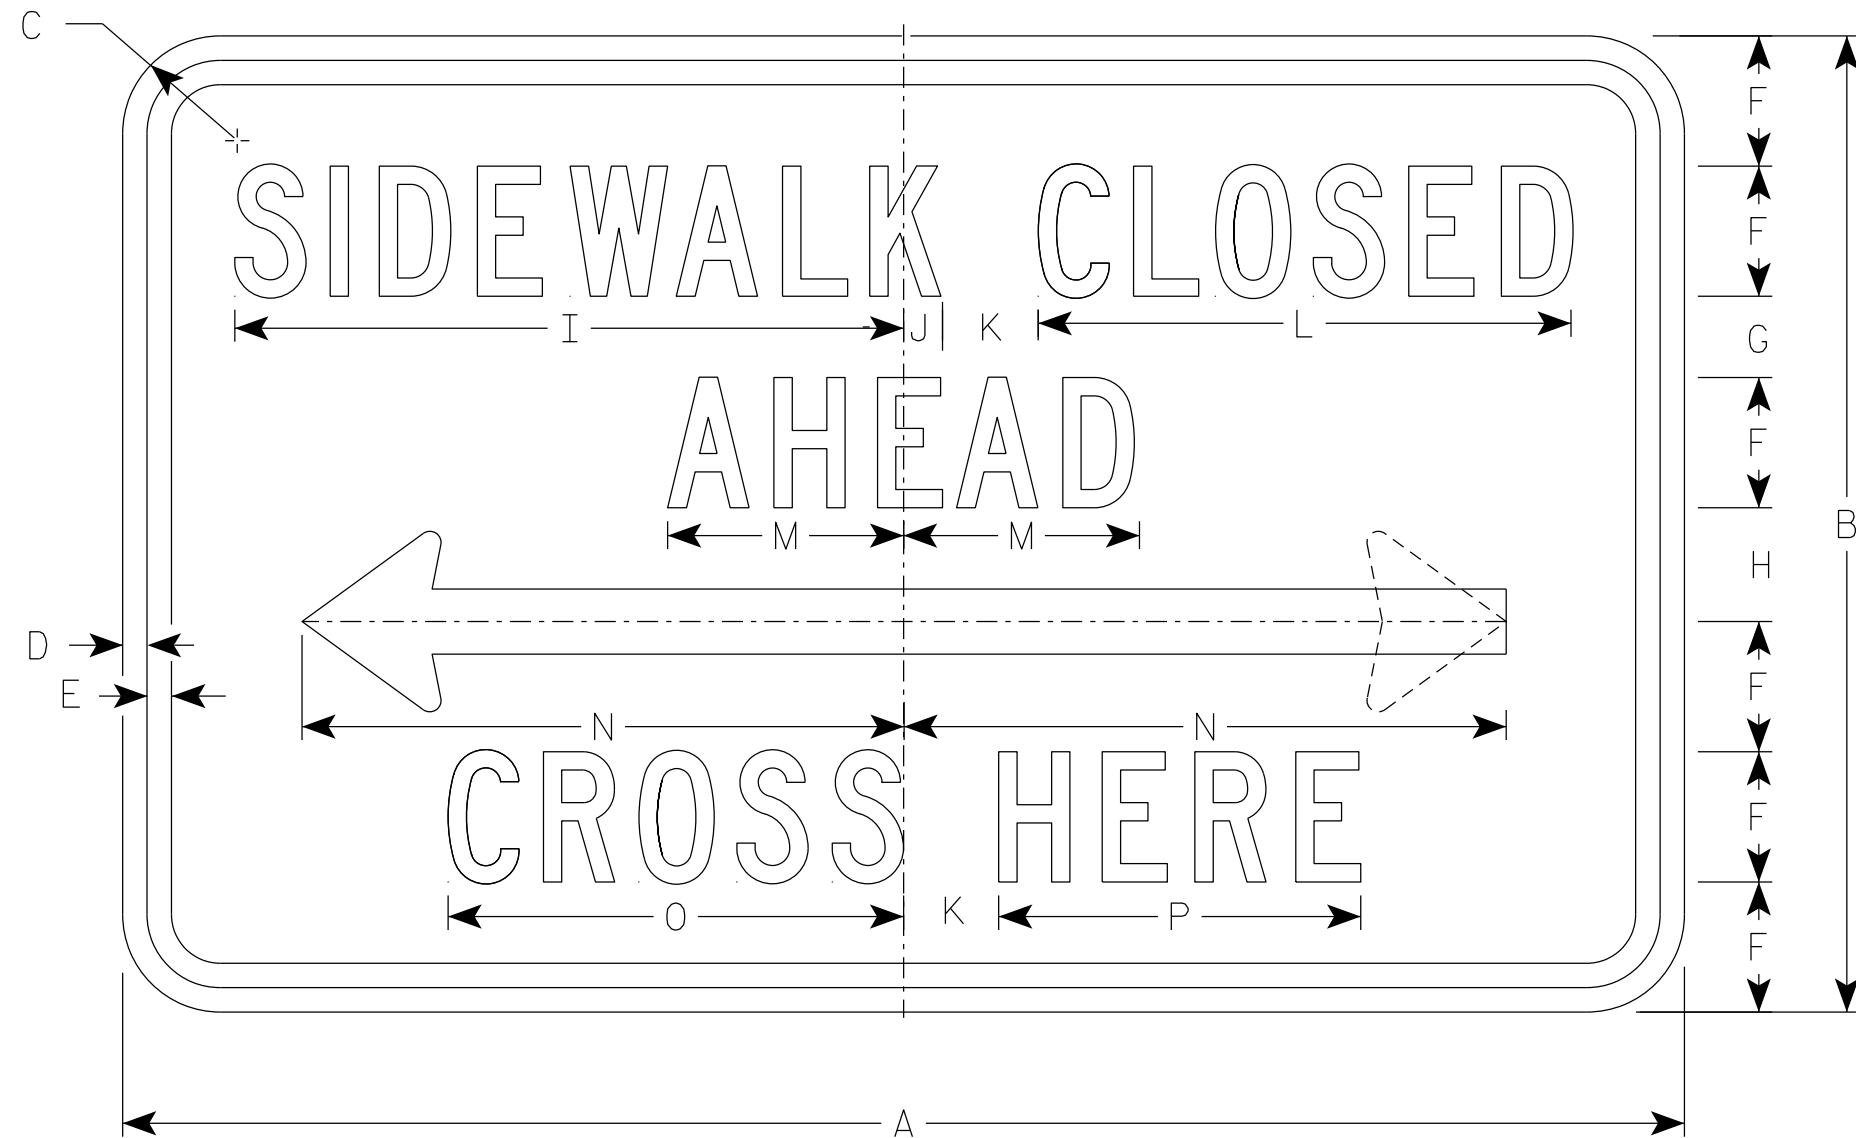 C
F
SIDEWALK CLOSED
F
I J K L
G
AHEAD
F
M M
B
H
D
E
F
N N
CROSS HERE
F
O K P
F
A